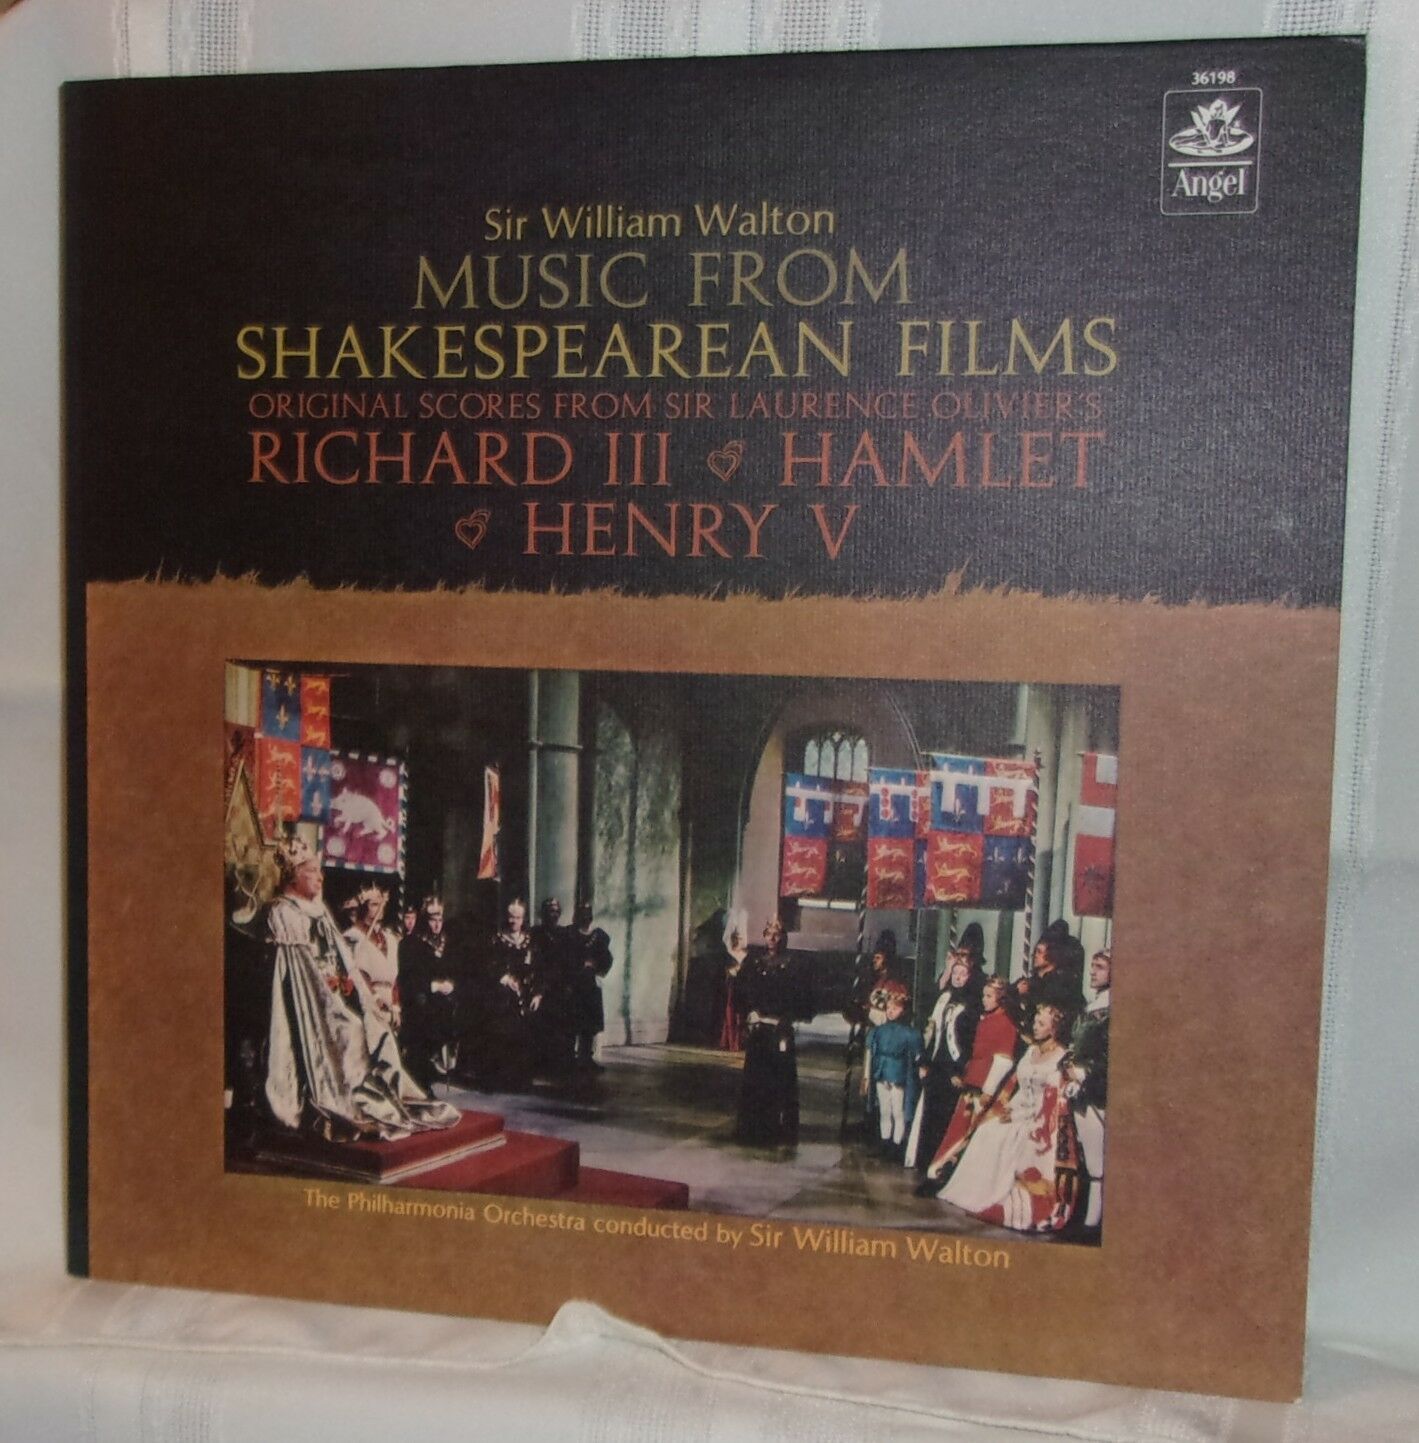 36198
Angel
Sir William Walton
MUSIC FROM
SHAKESPEAREAN FILMS
ORIGINAL SCORES FROM SIR LAURENCE OLIVIER'S
RICHARD III HAMLET
HENRY V
The Philharmonia Orchestra conducted by Sir William Walton